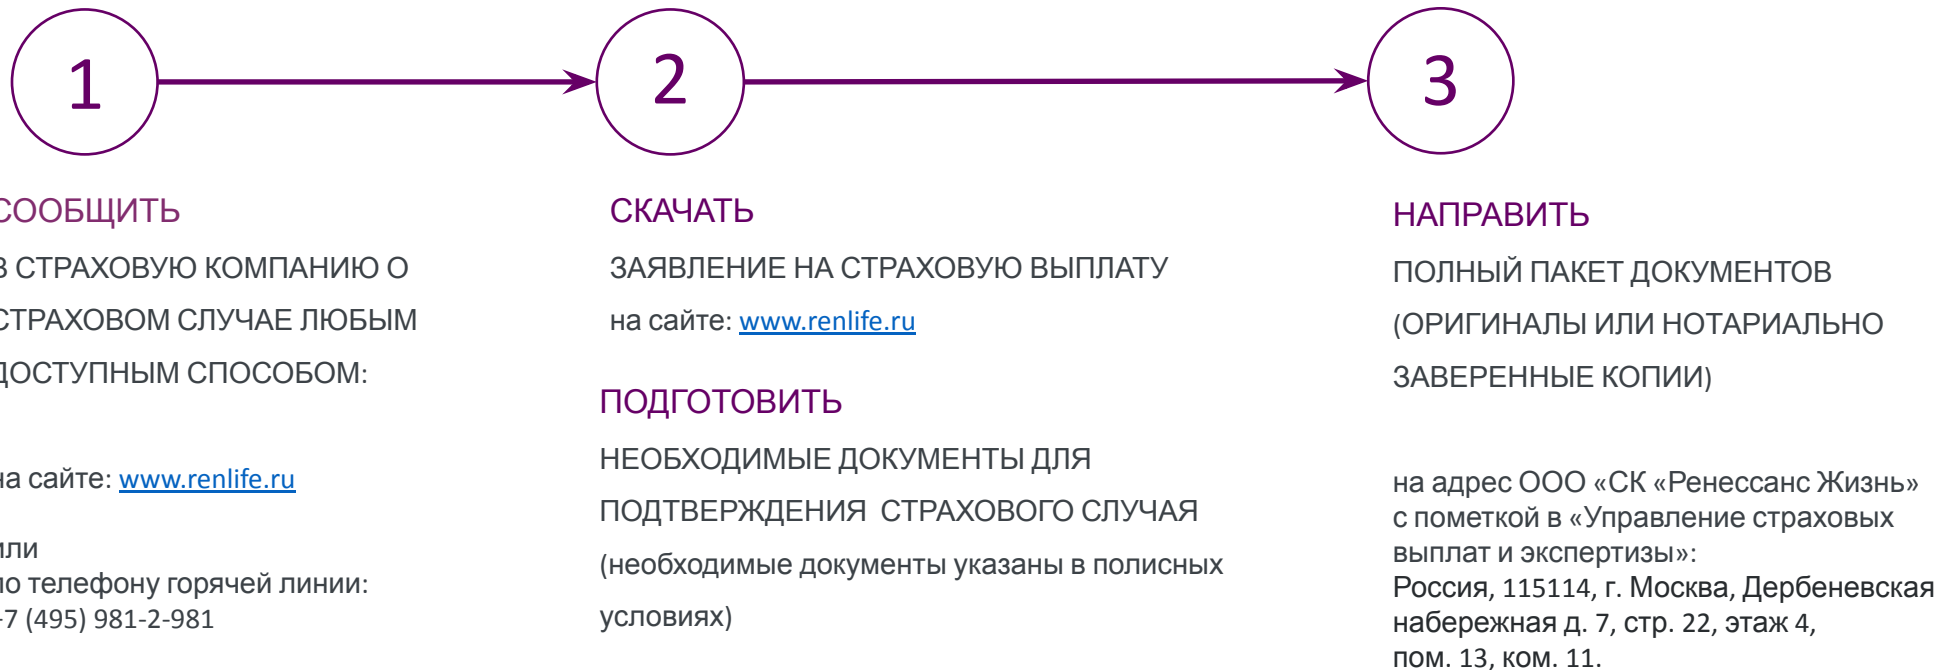 1
2
3
СООБЩИТЬ
В СТРАХОВУЮ КОМПАНИЮ О
СТРАХОВОМ СЛУЧАЕ ЛЮБЫМ
ДОСТУПНЫМ СПОСОБОМ:
на сайте: www.renlife.ru
или
по телефону горячей линии:
+7 (495) 981-2-981
СКАЧАТЬ
ЗАЯВЛЕНИЕ НА СТРАХОВУЮ ВЫПЛАТУ
на сайте: www.renlife.ru
ПОДГОТОВИТЬ
НЕОБХОДИМЫЕ ДОКУМЕНТЫ ДЛЯ
ПОДТВЕРЖДЕНИЯ СТРАХОВОГО СЛУЧАЯ
(необходимые документы указаны в полисных
условиях)
НАПРАВИТЬ
ПОЛНЫЙ ПАКЕТ ДОКУМЕНТОВ
(ОРИГИНАЛЫ ИЛИ НОТАРИАЛЬНО
ЗАВЕРЕННЫЕ КОПИИ)
на адрес ООО «СК «Ренессанс Жизнь»
с пометкой в «Управление страховых
выплат и экспертизы»:
Россия, 115114, г. Москва, Дербеневская
набережная д. 7, стр. 22, этаж 4,
пом. 13, ком. 11.